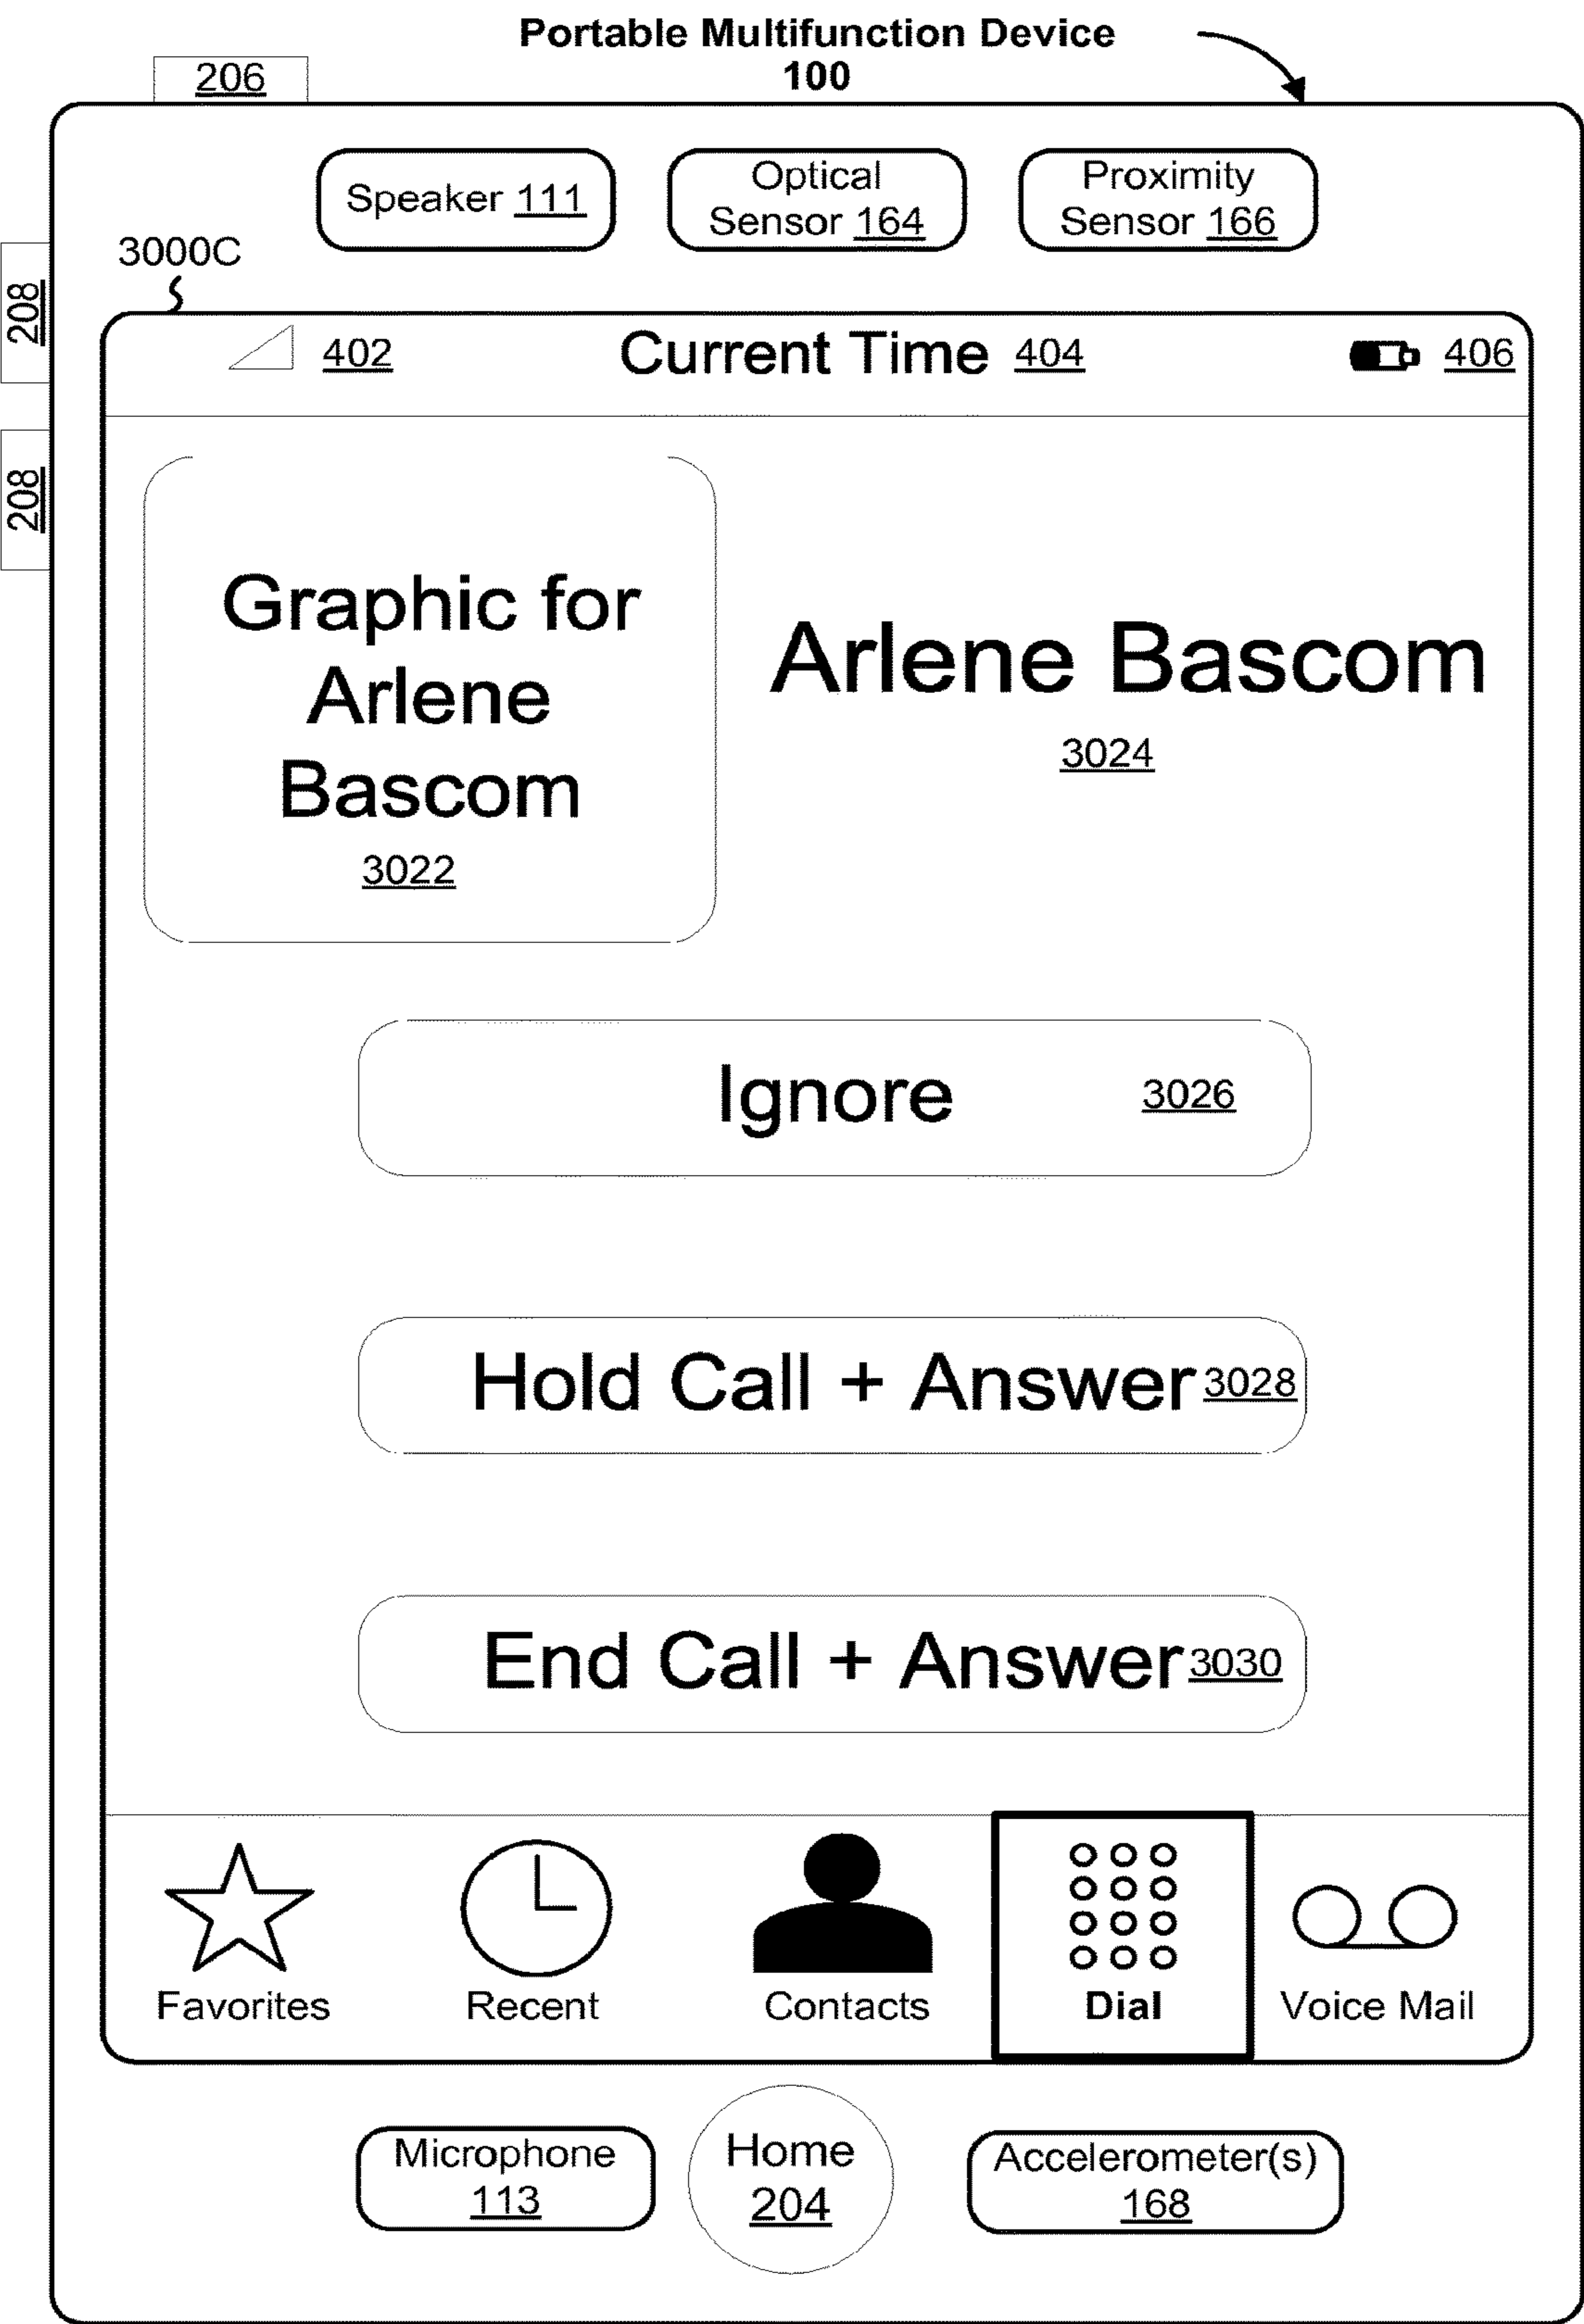 Portable Multifunction Device
100
206
Speaker 111
Optical
Sensor 164
Proximity
Sensor 166
3000C
208
208
402
Current Time 404
406
Graphic for
Arlene
Bascom
3022
Arlene Bascom
3024
Ignore 3026
Hold Call + Answer 3028
End Call + Answer 3030
Favorites
Recent
Contacts
Dial
Voice Mail
Microphone
113
Home
204
Accelerometer(s)
168